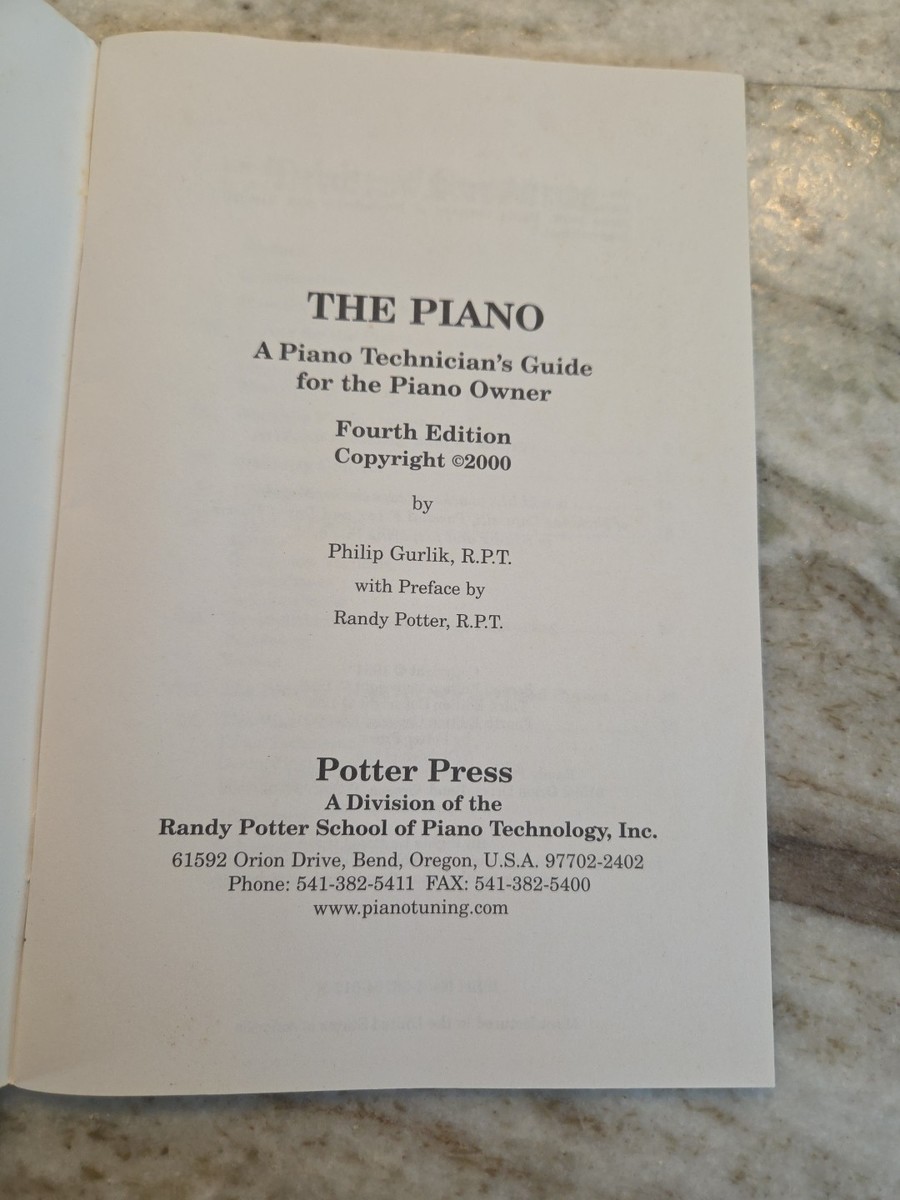 THE PIANO
A Piano Technician's Guide
for the Piano Owner
Fourth Edition
Copyright ©2000
by
Philip Gurlik, R.P.T.
with Preface by
Randy Potter, R.P.T.
Potter Press
A Division of the
Randy Potter School of Piano Technology, Inc.
61592 Orion Drive, Bend, Oregon, U.S.A. 97702-2402
Phone: 541-382-5411 FAX: 541-382-5400
www.pianotuning.com